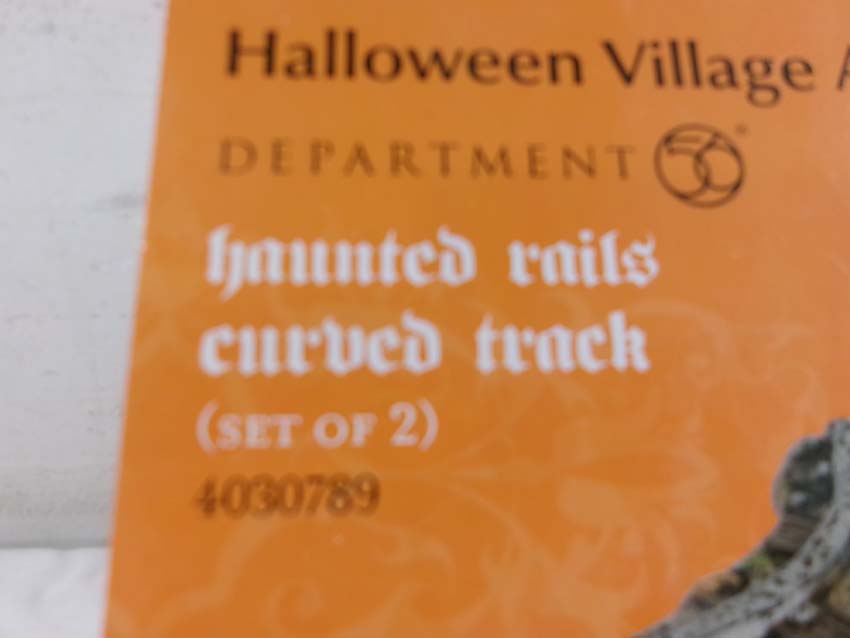 Halloween Village
DEPARTMENT 56®
haunted rails
curved track
(SET OF 2)
4030789